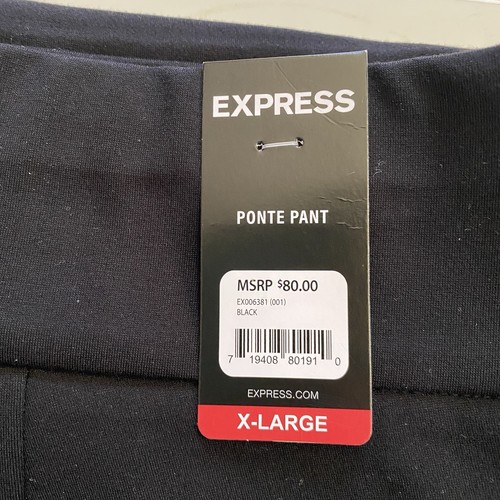 EXPRESS
PONTE PANT
MSRP $80.00
EX006381 (001)
BLACK
7 19408 80191 0
EXPRESS.COM
X-LARGE